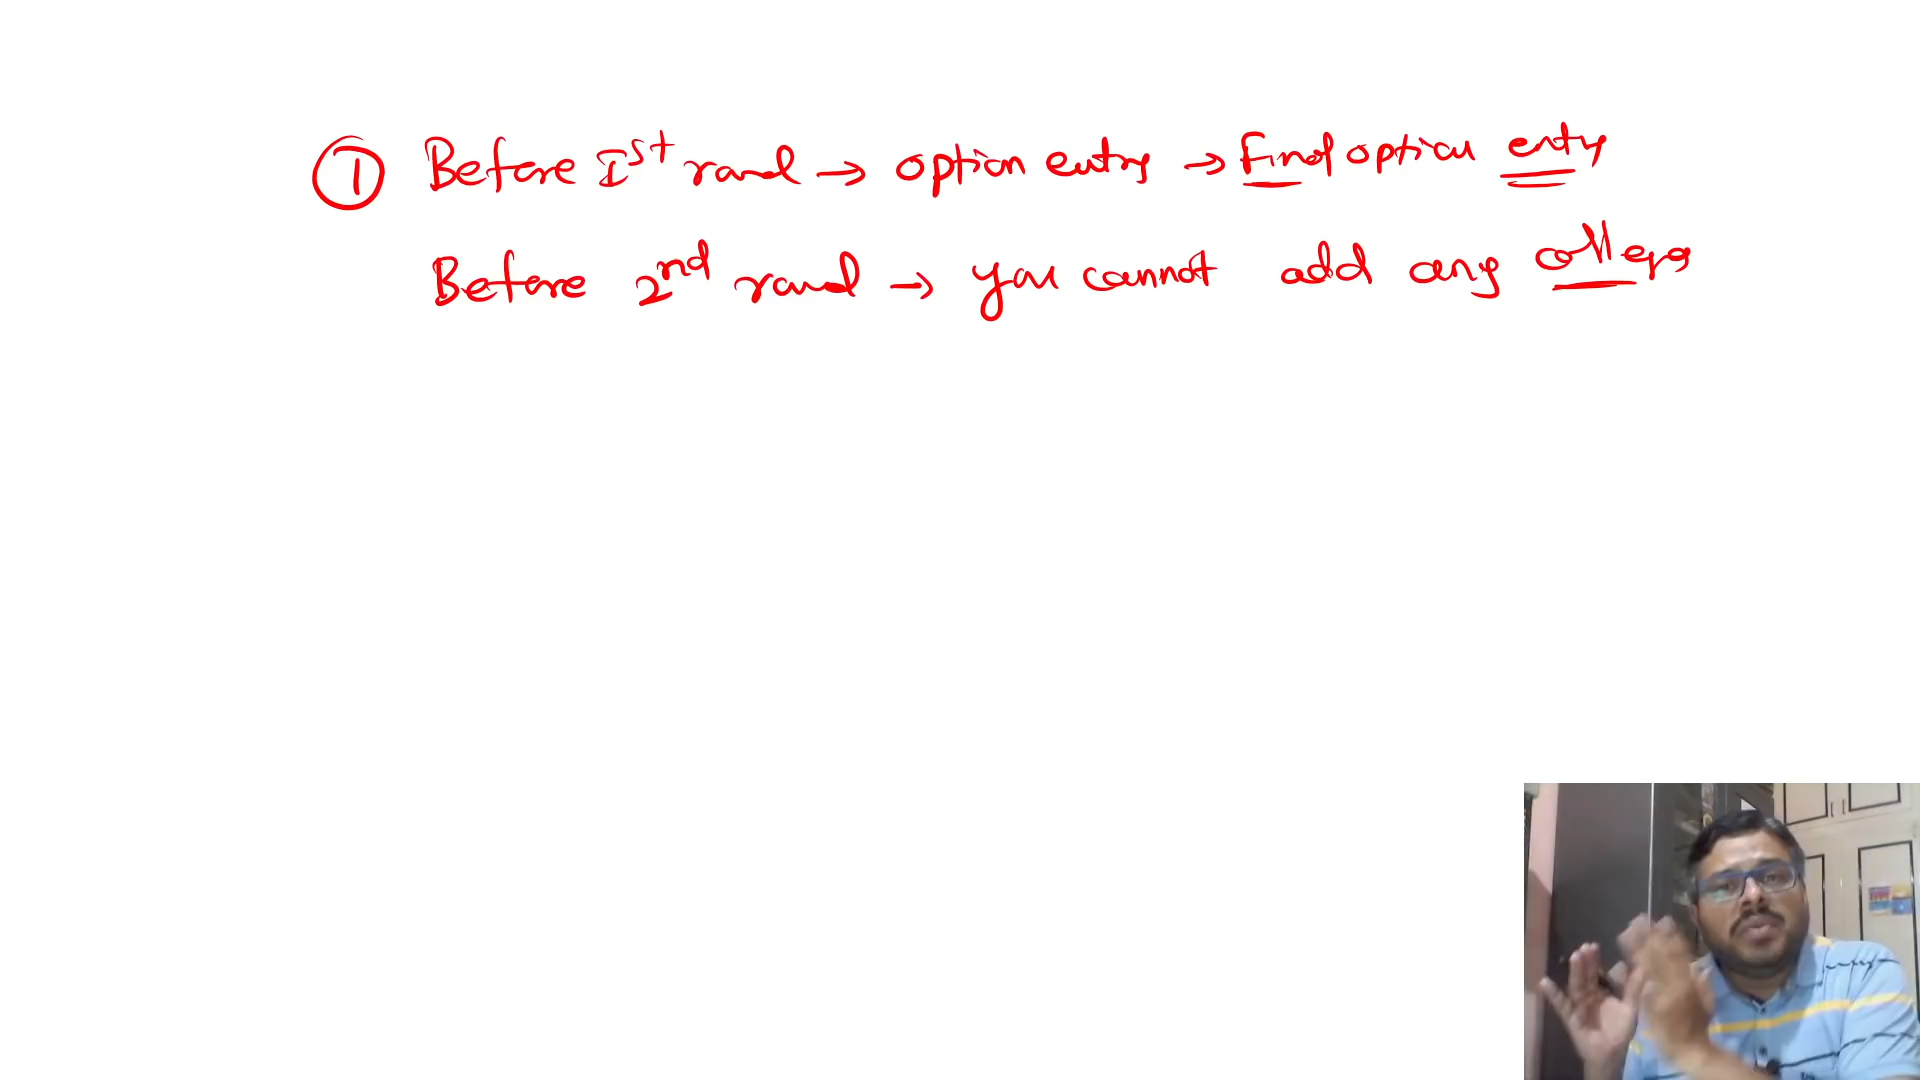 ① Before Ist round → option entry → Final option entry
Before 2nd round → you cannot add any college